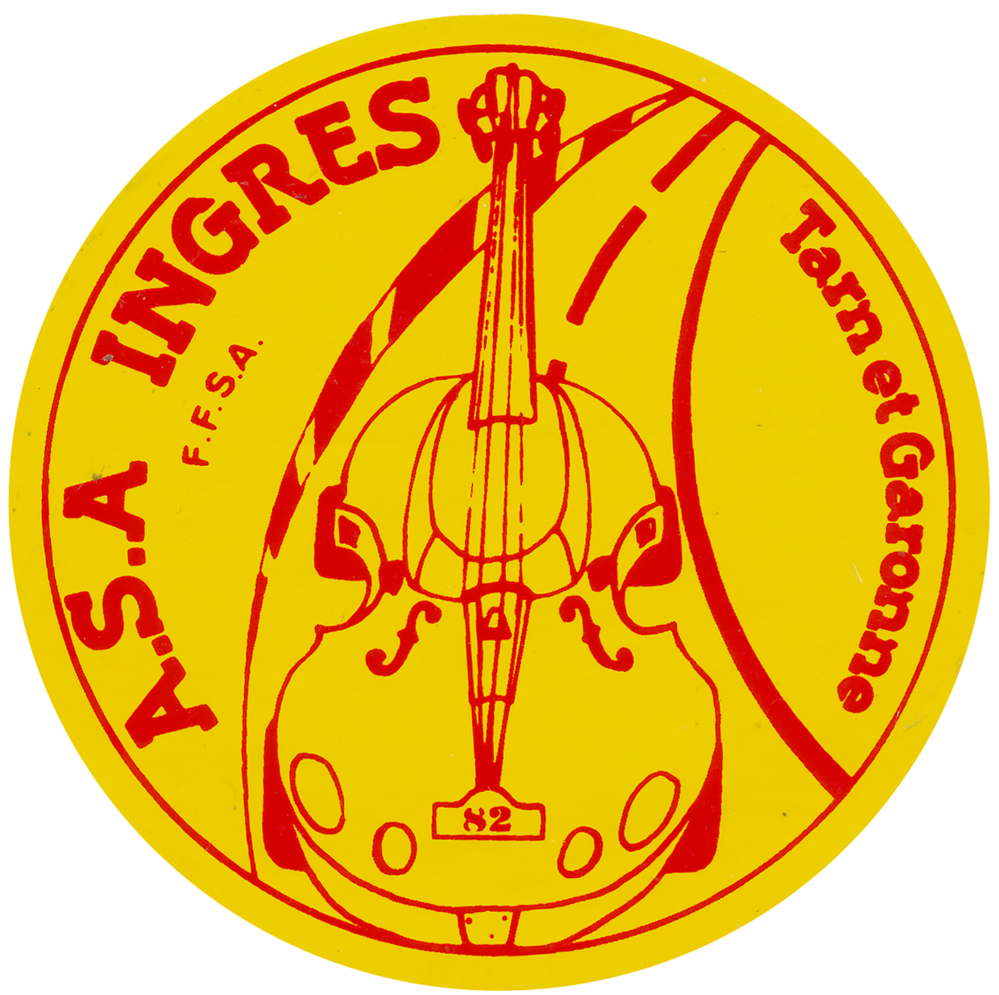 A.S.A INGRES
F.F.S.A.
Tarn et Garonne
82